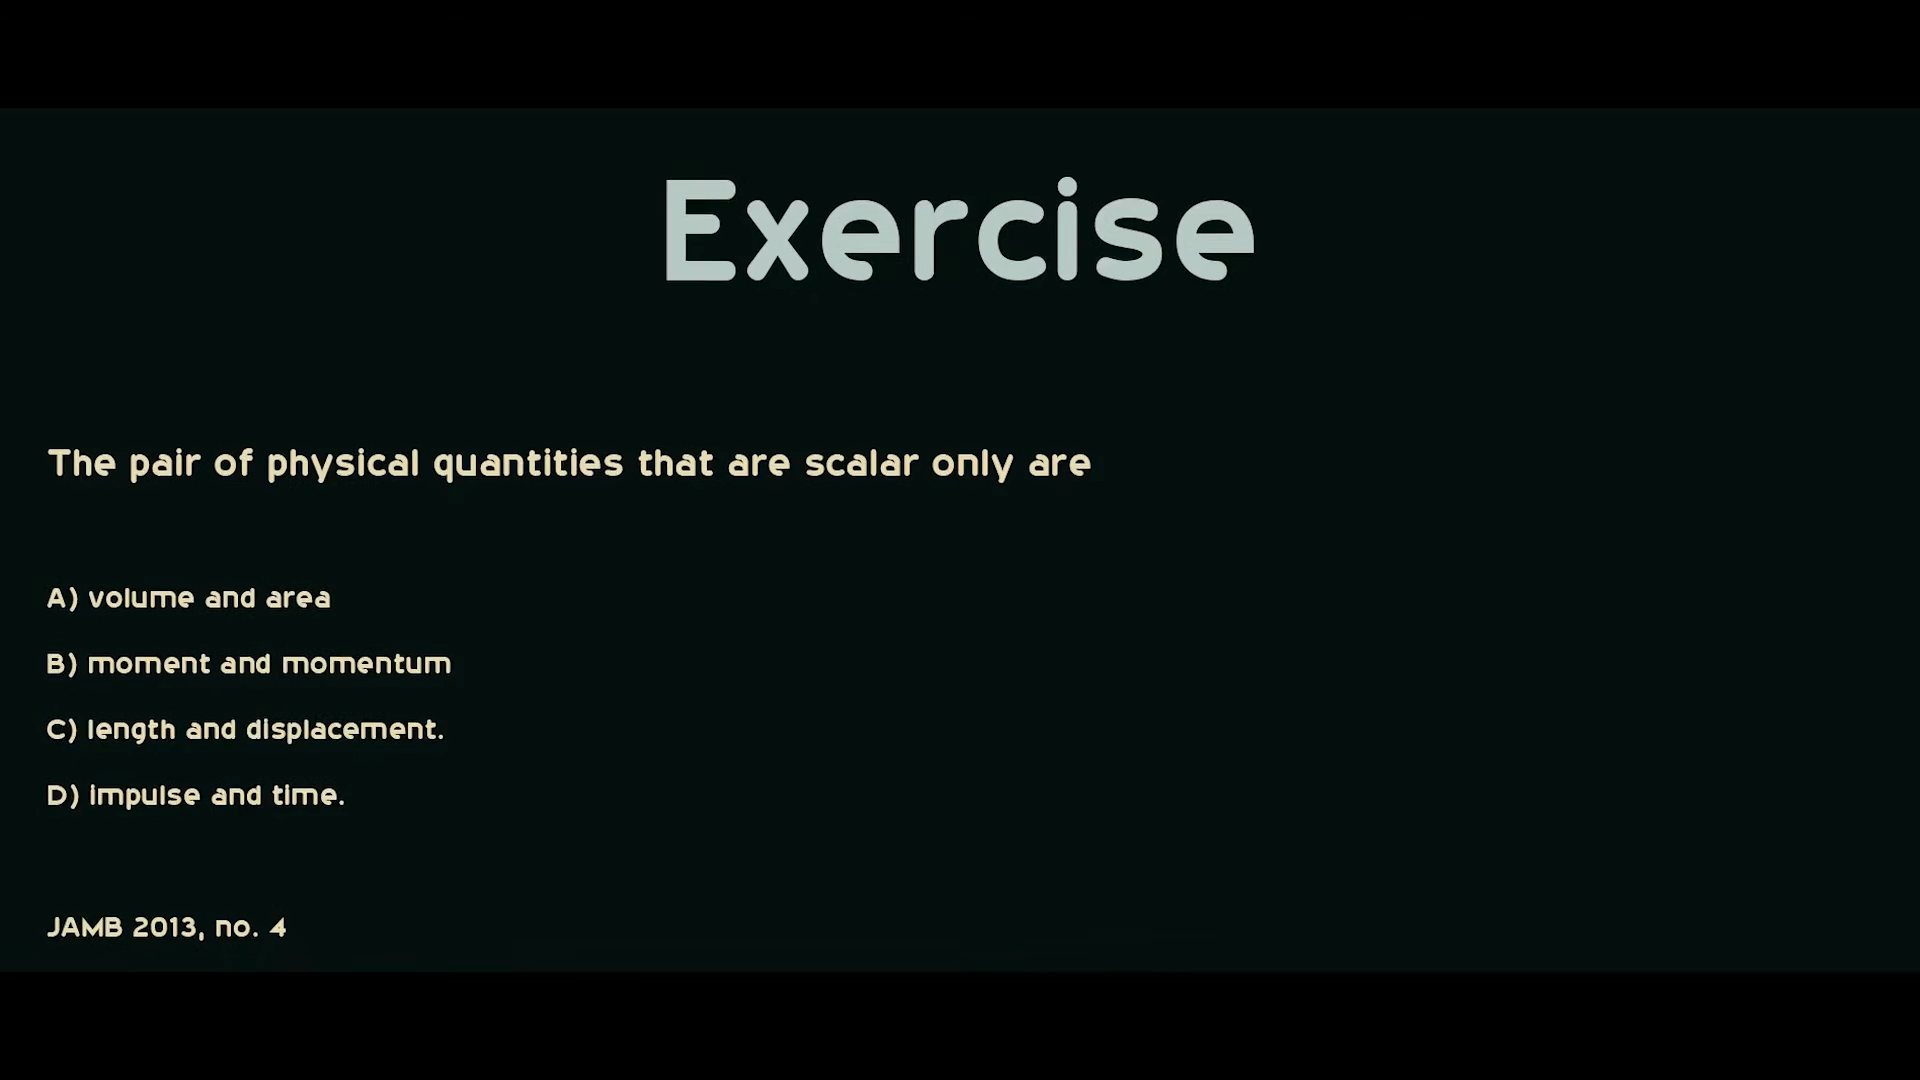 Exercise
The pair of physical quantities that are scalar only are
A) volume and area
B) moment and momentum
C) length and displacement.
D) impulse and time.
JAMB 2013, no. 4